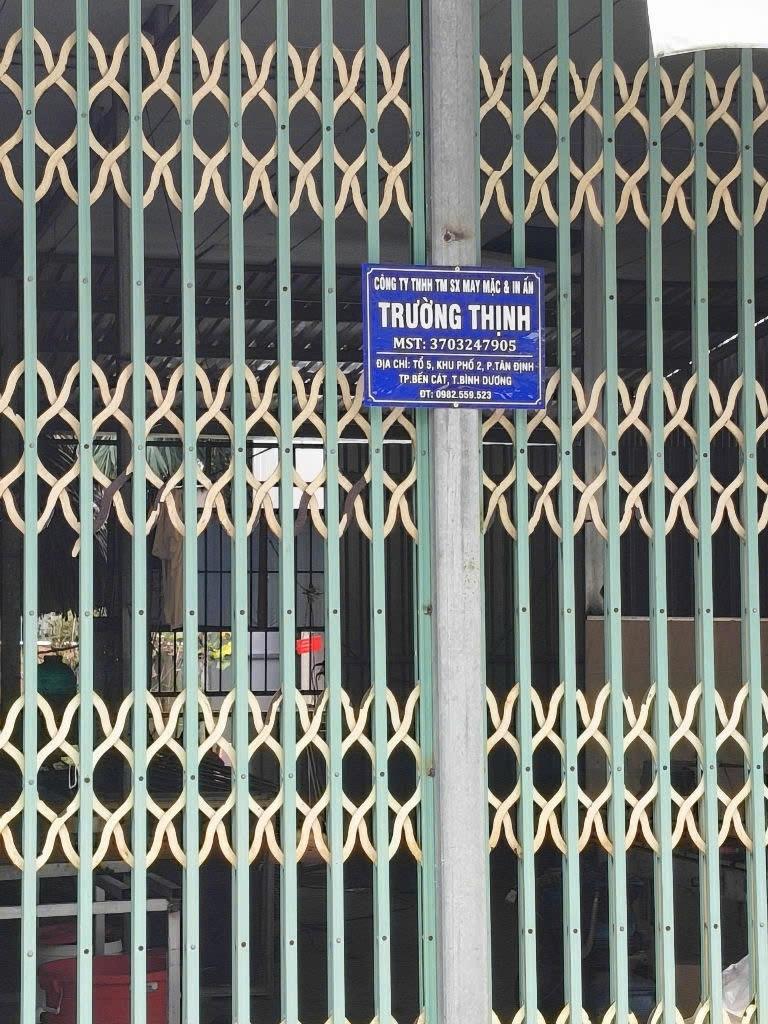 CÔNG TY TNHH TM SX MAY MẶC & IN ẤN
TRƯỜNG THỊNH
MST: 3703247905
ĐỊA CHỈ: TỔ 5, KHU PHỐ 2, P.TÂN ĐỊNH
TP.BẾN CÁT, T.BÌNH DƯƠNG
ĐT: 0982.559.523